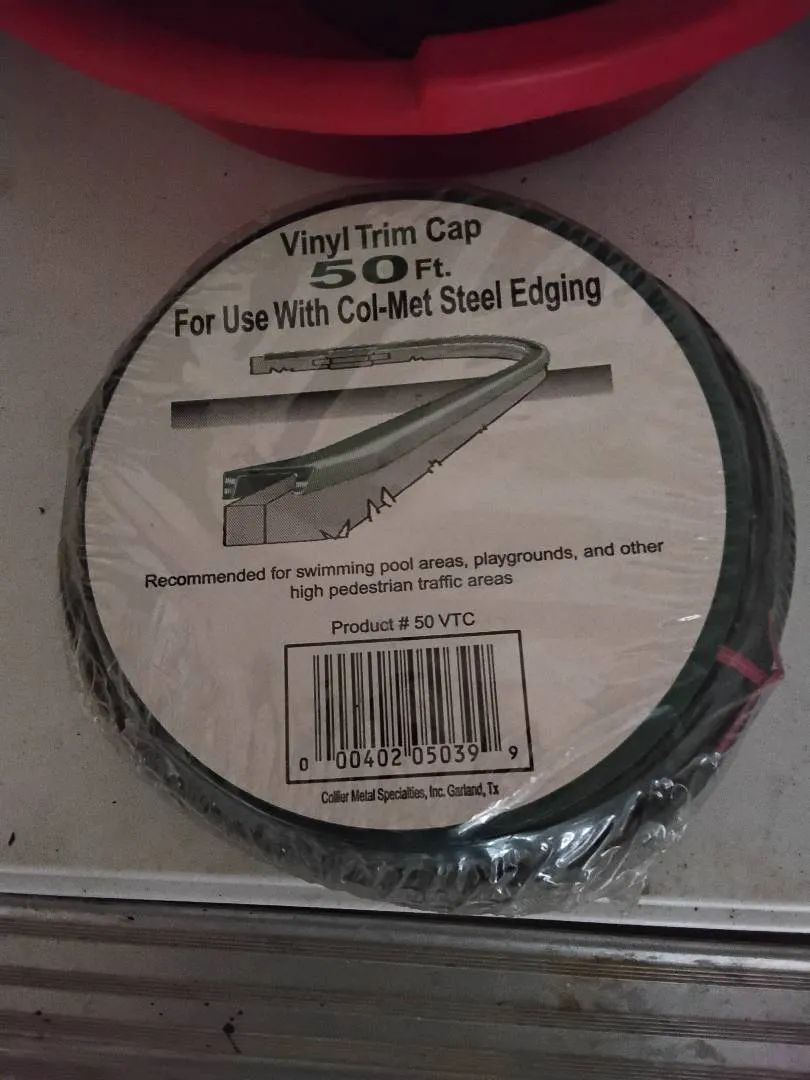 Vinyl Trim Cap
50 Ft.
For Use With Col-Met Steel Edging
Recommended for swimming pool areas, playgrounds, and other
high pedestrian traffic areas
Product # 50 VTC
0 00402 05039 9
Collier Metal Specialties, Inc. Garland, Tx